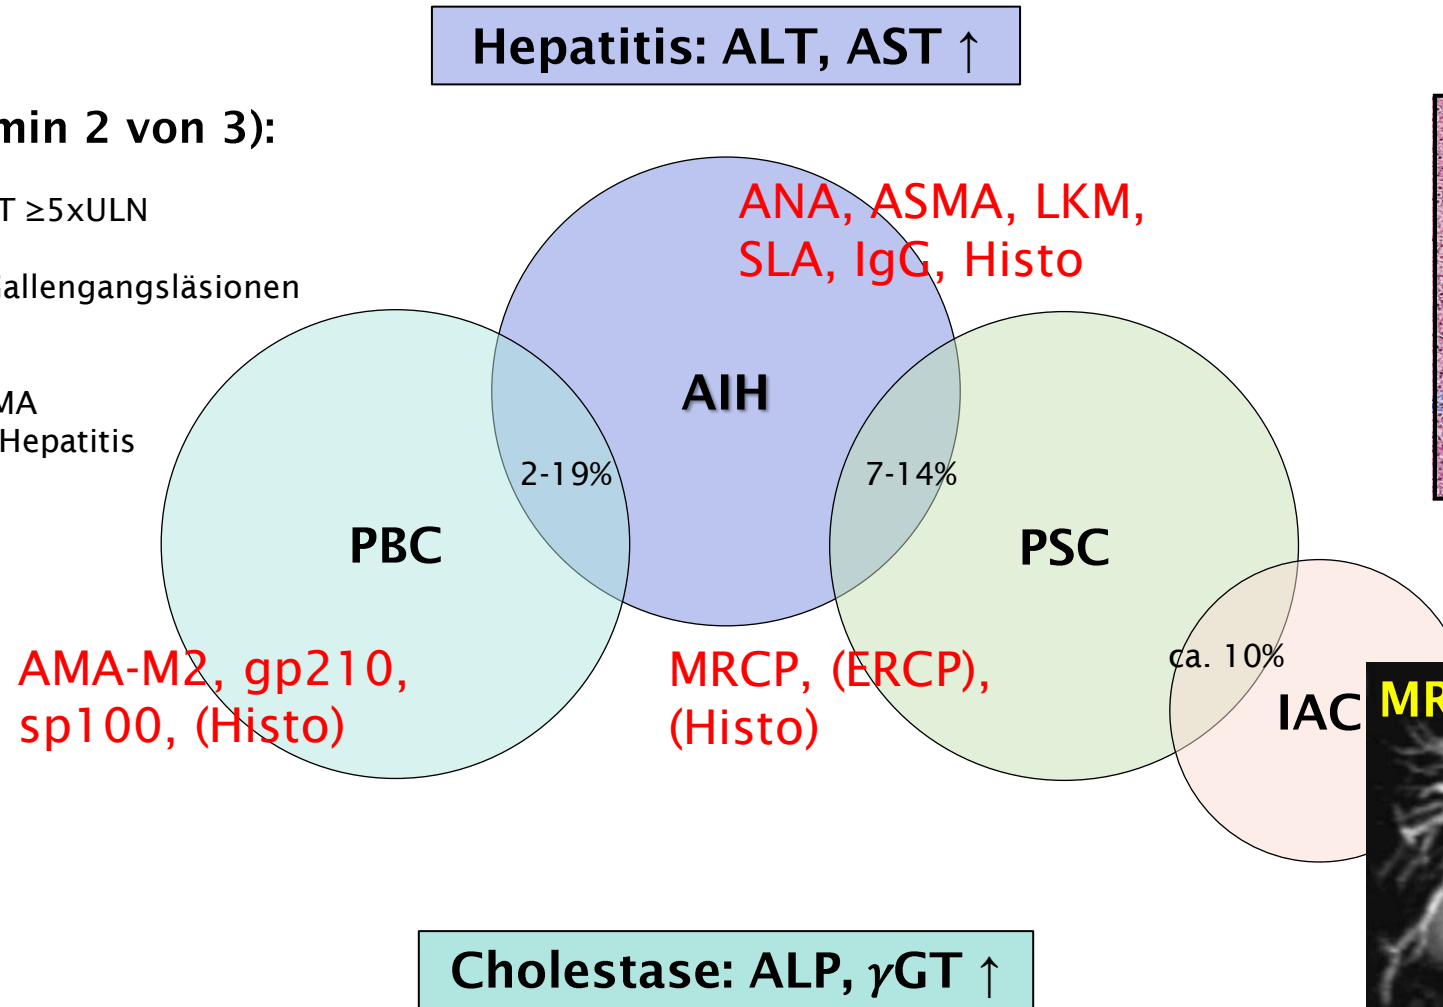 Hepatitis: ALT, AST ↑
min 2 von 3):
T ≥5xULN
Gallengangsläsionen
MA
Hepatitis
ANA, ASMA, LKM,
SLA, IgG, Histo
AIH
2-19%
7-14%
PBC
PSC
AMA-M2, gp210,
sp100, (Histo)
MRCP, (ERCP),
(Histo)
ca. 10%
IAC
MR
Cholestase: ALP, γGT ↑